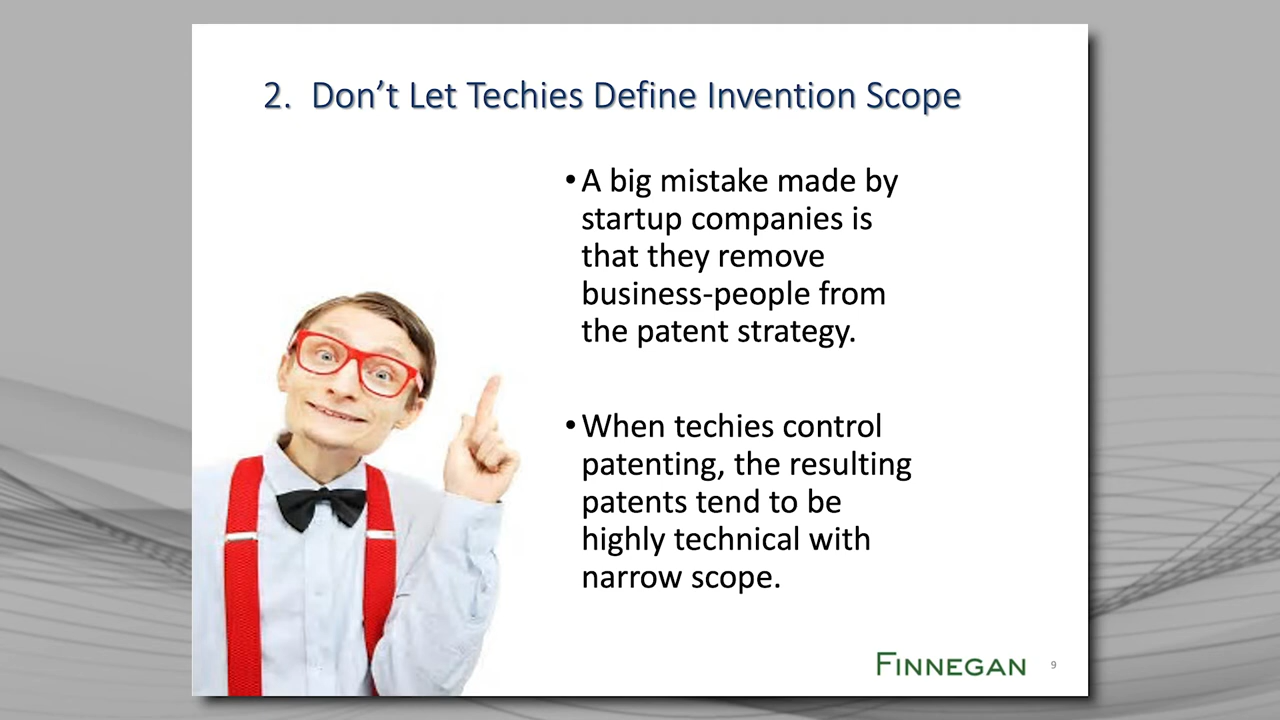 2. Don’t Let Techies Define Invention Scope
•A big mistake made by
startup companies is
that they remove
business-people from
the patent strategy.
•When techies control
patenting, the resulting
patents tend to be
highly technical with
narrow scope.
FINNEGAN
9